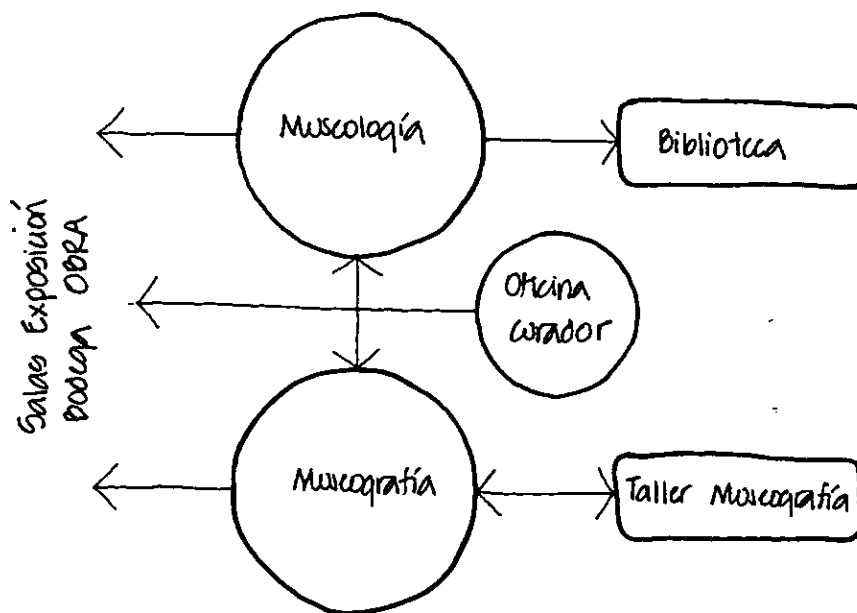 Museología
Biblioteca
Salas Exposición
Bodega OBRA
Oficina
curador
Museografía
Taller Museografía